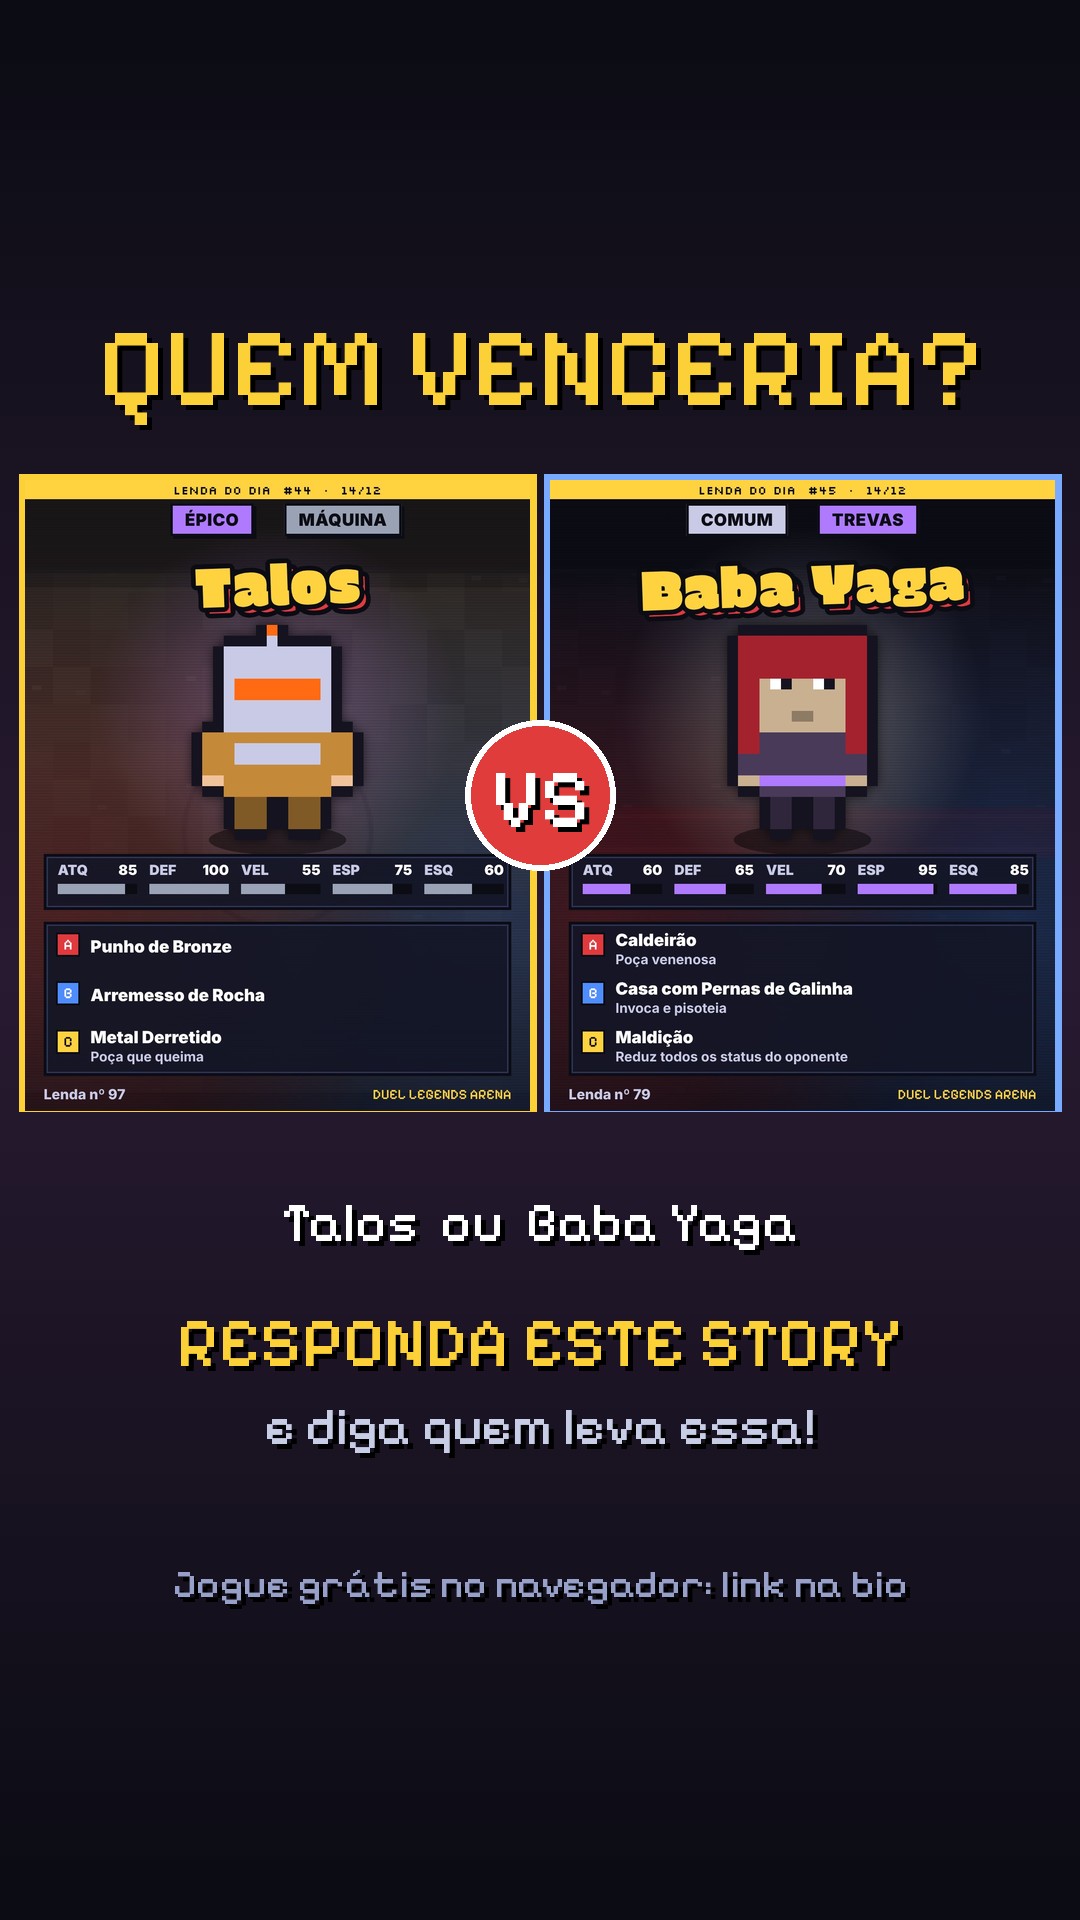 QUEM VENCERIA?
LENDA DO DIA #44 · 14/12
ÉPICO MÁQUINA
Talos
ATQ 85 DEF 100 VEL 55 ESP 75 ESQ 60
A Punho de Bronze
B Arremesso de Rocha
C Metal Derretido
Poça que queima
Lenda nº 97 DUEL LEGENDS ARENA
VS
LENDA DO DIA #45 · 14/12
COMUM TREVAS
Baba Yaga
ATQ 60 DEF 65 VEL 70 ESP 95 ESQ 85
A Caldeirão
Poça venenosa
B Casa com Pernas de Galinha
Invoca e pisoteia
C Maldição
Reduz todos os status do oponente
Lenda nº 79 DUEL LEGENDS ARENA
Talos ou Baba Yaga
RESPONDA ESTE STORY
e diga quem leva essa!
Jogue grátis no navegador: link na bio